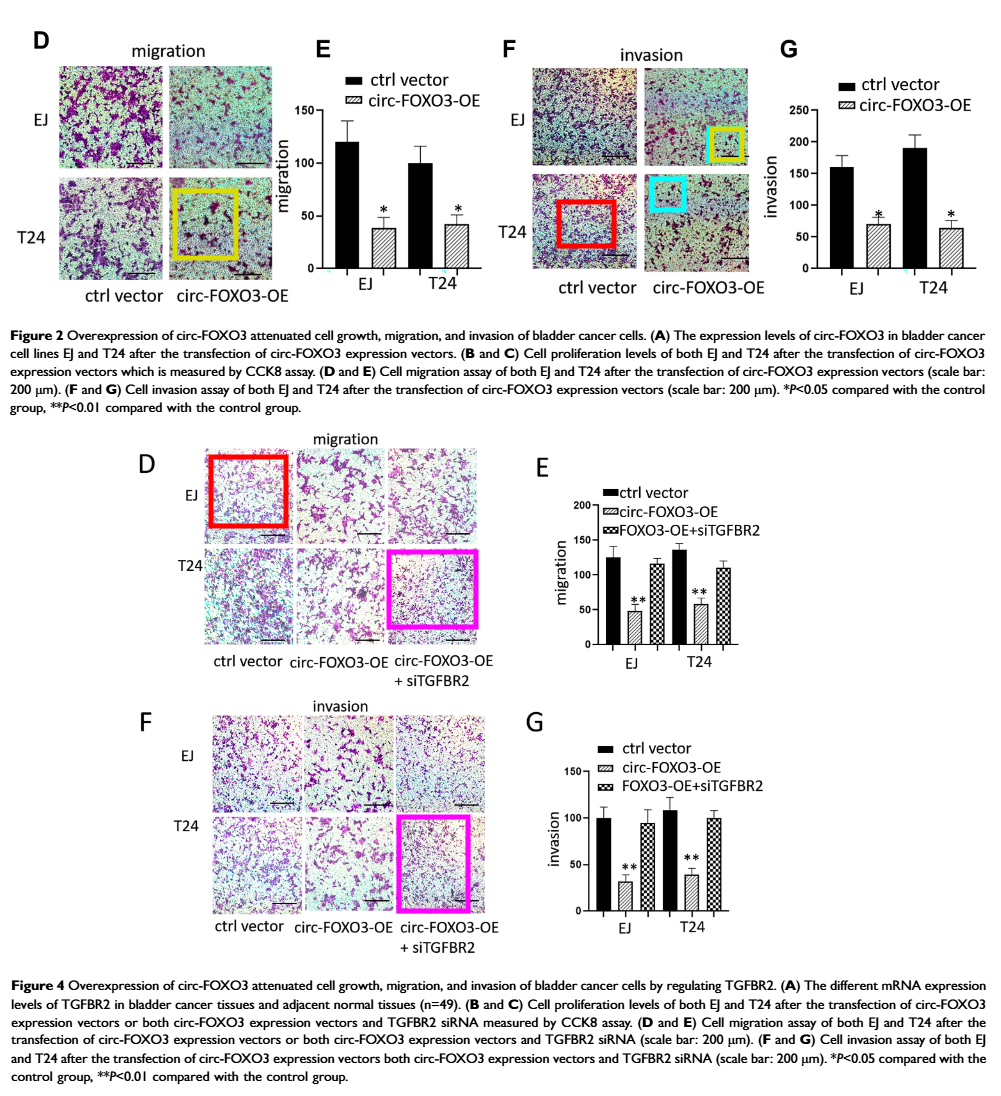 D
migration
EJ
T24
ctrl vector
circ-FOXO3-OE
E
ctrl vector
circ-FOXO3-OE
migration
150
100
50
0
*
*
EJ
T24
F
invasion
EJ
T24
ctrl vector
circ-FOXO3-OE
G
ctrl vector
circ-FOXO3-OE
invasion
250
200
150
100
50
0
*
*
EJ
T24
Figure 2 Overexpression of circ-FOXO3 attenuated cell growth, migration, and invasion of bladder cancer cells. (A) The expression levels of circ-FOXO3 in bladder cancer
cell lines EJ and T24 after the transfection of circ-FOXO3 expression vectors. (B and C) Cell proliferation levels of both EJ and T24 after the transfection of circ-FOXO3
expression vectors which is measured by CCK8 assay. (D and E) Cell migration assay of both EJ and T24 after the transfection of circ-FOXO3 expression vectors (scale bar:
200 μm). (F and G) Cell invasion assay of both EJ and T24 after the transfection of circ-FOXO3 expression vectors (scale bar: 200 μm). *P<0.05 compared with the control
group, **P<0.01 compared with the control group.
D
migration
EJ
T24
ctrl vector
circ-FOXO3-OE
circ-FOXO3-OE
+ siTGFBR2
E
ctrl vector
circ-FOXO3-OE
FOXO3-OE+siTGFBR2
migration
200
150
100
50
0
**
**
EJ
T24
F
invasion
EJ
T24
ctrl vector
circ-FOXO3-OE
circ-FOXO3-OE
+ siTGFBR2
G
ctrl vector
circ-FOXO3-OE
FOXO3-OE+siTGFBR2
invasion
150
100
50
0
**
**
EJ
T24
Figure 4 Overexpression of circ-FOXO3 attenuated cell growth, migration, and invasion of bladder cancer cells by regulating TGFBR2. (A) The different mRNA expression
levels of TGFBR2 in bladder cancer tissues and adjacent normal tissues (n=49). (B and C) Cell proliferation levels of both EJ and T24 after the transfection of circ-FOXO3
expression vectors or both circ-FOXO3 expression vectors and TGFBR2 siRNA measured by CCK8 assay. (D and E) Cell migration assay of both EJ and T24 after the
transfection of circ-FOXO3 expression vectors or both circ-FOXO3 expression vectors and TGFBR2 siRNA (scale bar: 200 μm). (F and G) Cell invasion assay of both EJ
and T24 after the transfection of circ-FOXO3 expression vectors both circ-FOXO3 expression vectors and TGFBR2 siRNA (scale bar: 200 μm). *P<0.05 compared with the
control group, **P<0.01 compared with the control group.